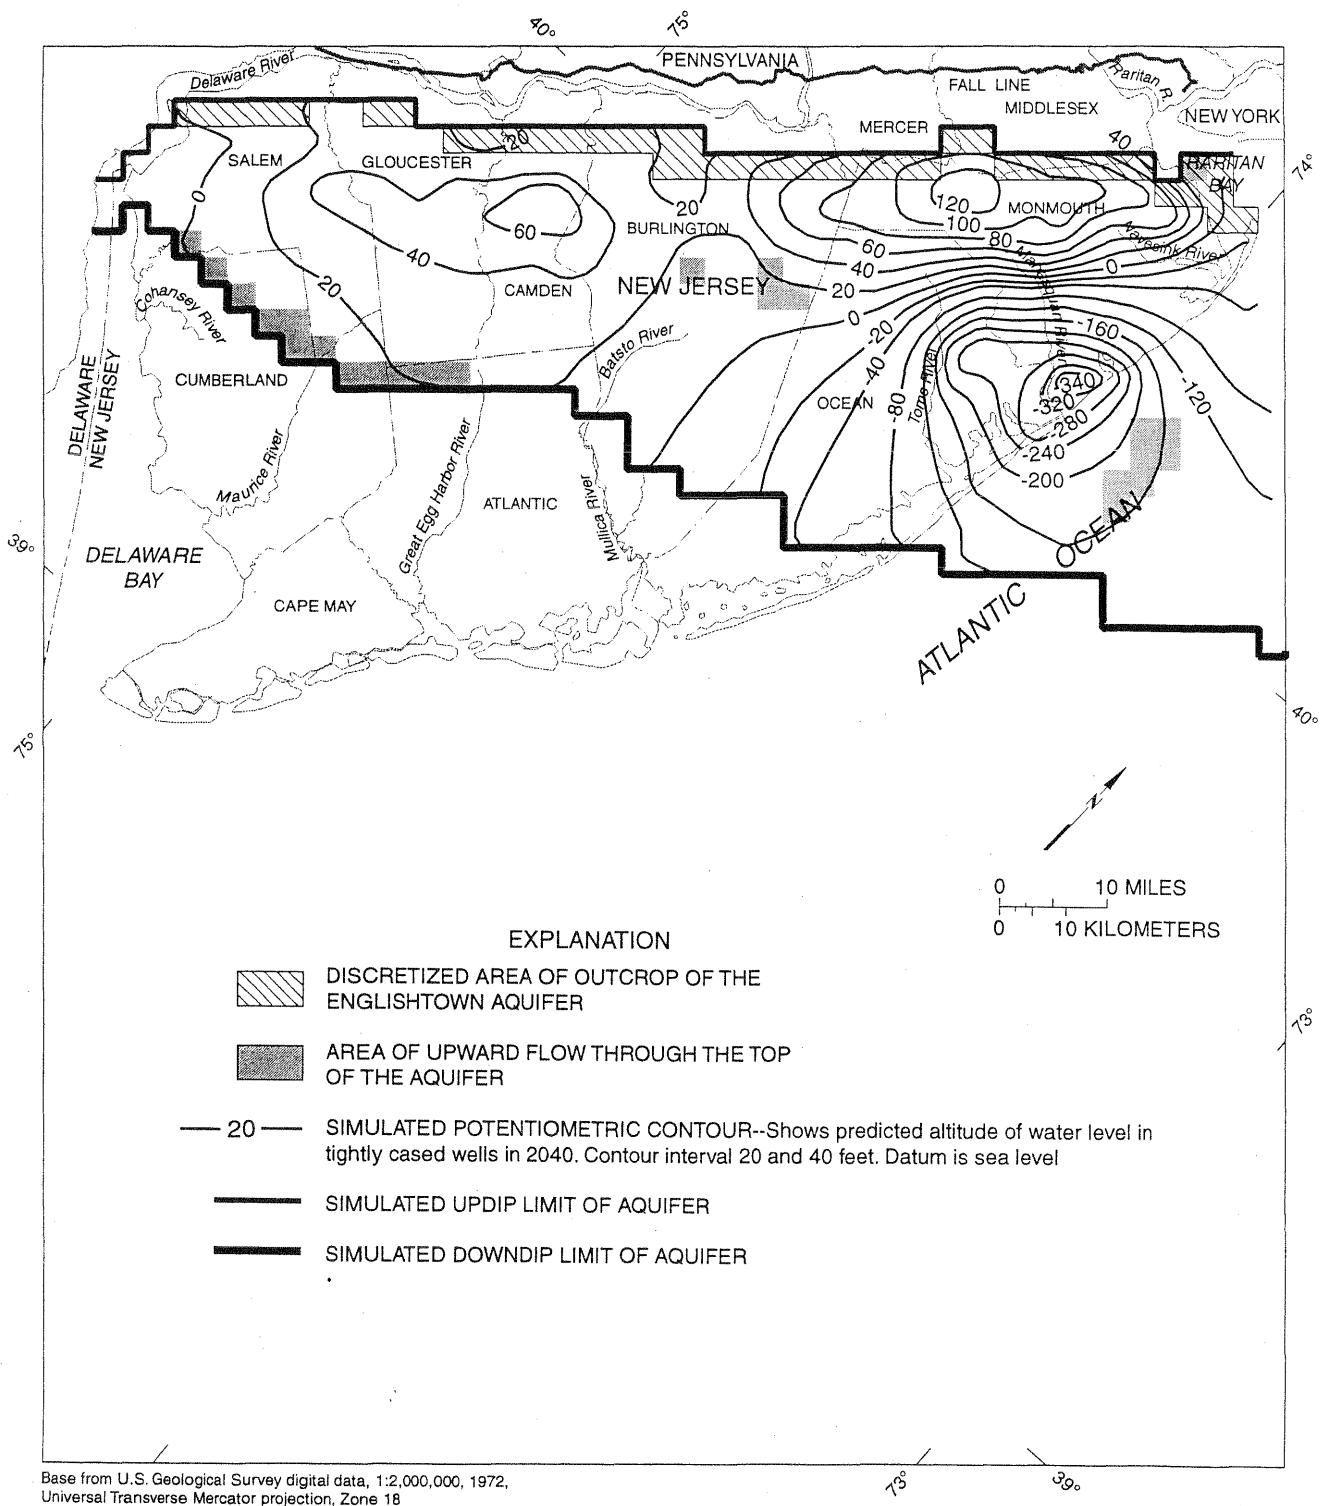 40°
75°
PENNSYLVANIA
Delaware River
FALL LINE
Raritan R.
MIDDLESEX
NEW YORK
MERCER
40
20
SALEM
GLOUCESTER
RARITAN
BAY
74°
0
20
120
MONMOUTH
100
60
BURLINGTON
80
60
Navesink River
40
40
0
Manasquan River
20
CAMDEN
NEW JERSEY
20
Cohansey River
0
-20
-160
Batsto River
DELAWARE
NEW JERSEY
CUMBERLAND
-40
Toms River
-340
-120
OCEAN
-80
-320
-280
-240
-200
Maurice River
Great Egg Harbor River
ATLANTIC
Mullica River
39°
DELAWARE
BAY
ATLANTIC OCEAN
CAPE MAY
75°
40°
N
0 10 MILES
0 10 KILOMETERS
73°
EXPLANATION
DISCRETIZED AREA OF OUTCROP OF THE
ENGLISHTOWN AQUIFER
AREA OF UPWARD FLOW THROUGH THE TOP
OF THE AQUIFER
20
SIMULATED POTENTIOMETRIC CONTOUR--Shows predicted altitude of water level in
tightly cased wells in 2040. Contour interval 20 and 40 feet. Datum is sea level
SIMULATED UPDIP LIMIT OF AQUIFER
SIMULATED DOWNDIP LIMIT OF AQUIFER
73°
39°
Base from U.S. Geological Survey digital data, 1:2,000,000, 1972,
Universal Transverse Mercator projection, Zone 18